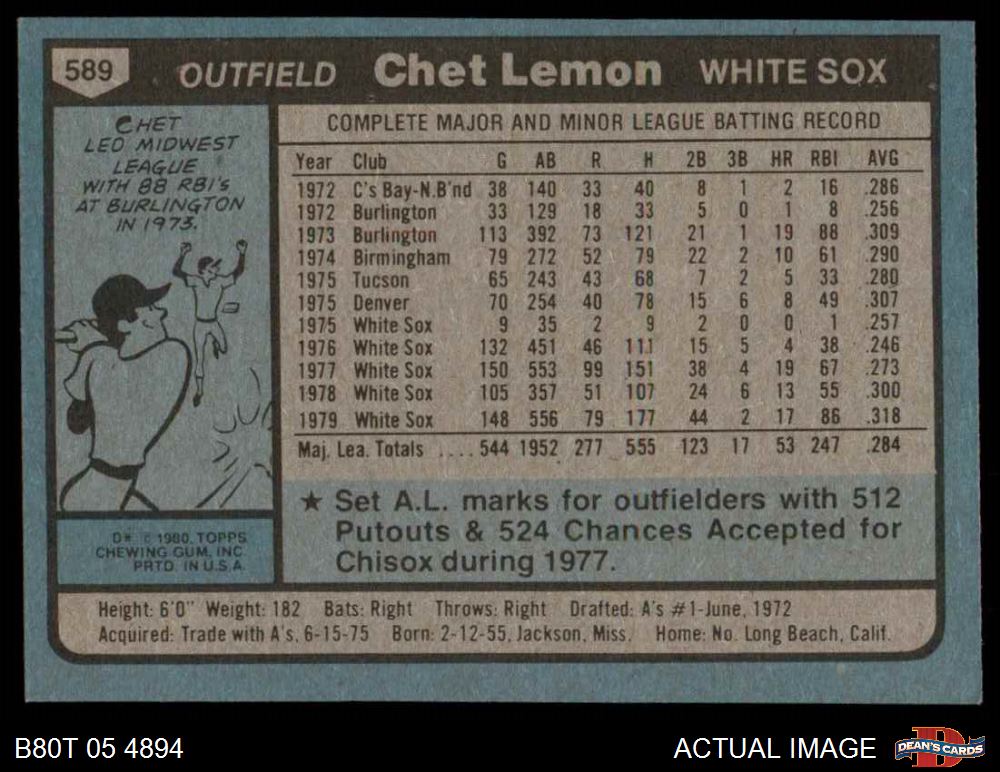 589 OUTFIELD Chet Lemon WHITE SOX
CHET
LED MIDWEST
LEAGUE
WITH 88 RBI'S
AT BURLINGTON
IN 1973.
COMPLETE MAJOR AND MINOR LEAGUE BATTING RECORD
Year Club G AB R H 2B 3B HR RBI AVG
1972 C's Bay-N.B'nd 38 140 33 40 8 1 2 16 .286
1972 Burlington 33 129 18 33 5 0 1 8 .256
1973 Burlington 113 392 73 121 21 1 19 88 .309
1974 Birmingham 79 272 52 79 22 2 10 61 .290
1975 Tucson 65 243 43 68 7 2 5 33 .280
1975 Denver 70 254 40 78 15 6 8 49 .307
1975 White Sox 9 35 2 9 2 0 0 1 .257
1976 White Sox 132 451 46 111 15 5 4 38 .246
1977 White Sox 150 553 99 151 38 4 19 67 .273
1978 White Sox 105 357 51 107 24 6 13 55 .300
1979 White Sox 148 556 79 177 44 2 17 86 .318
Maj. Lea. Totals .... 544 1952 277 555 123 17 53 247 .284
★ Set A.L. marks for outfielders with 512
Putouts & 524 Chances Accepted for
Chisox during 1977.
D* © 1980, TOPPS
CHEWING GUM, INC.
PRTD. IN U.S.A.
Height: 6'0" Weight: 182 Bats: Right Throws: Right Drafted: A's #1-June, 1972
Acquired: Trade with A's, 6-15-75 Born: 2-12-55, Jackson, Miss. Home: No. Long Beach, Calif.
B80T 05 4894
ACTUAL IMAGE
D
DEAN'S CARDS